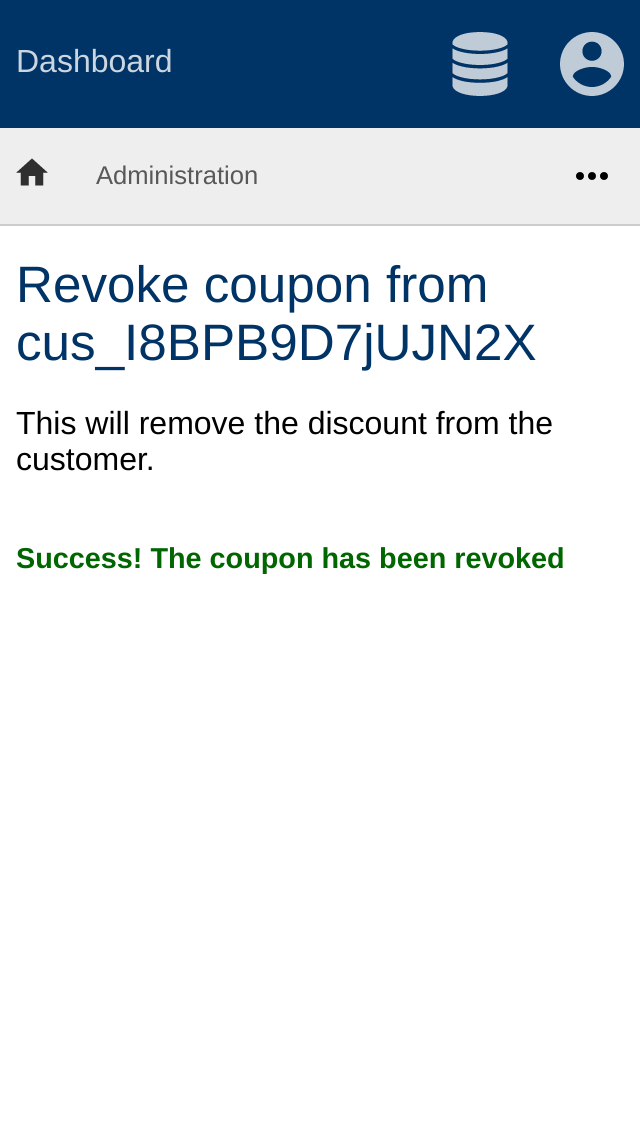 Dashboard
Administration
Revoke coupon from
cus_I8BPB9D7jUJN2X
This will remove the discount from the
customer.
Success! The coupon has been revoked